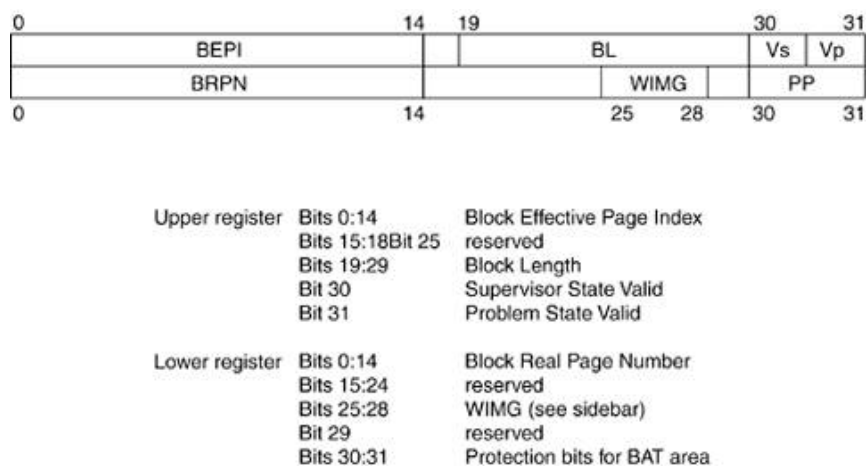 0 14 19 30 31
BEPI BL Vs Vp
BRPN WIMG PP
0 14 25 28 30 31
Upper register Bits 0:14 Block Effective Page Index
Bits 15:18Bit 25 reserved
Bits 19:29 Block Length
Bit 30 Supervisor State Valid
Bit 31 Problem State Valid
Lower register Bits 0:14 Block Real Page Number
Bits 15:24 reserved
Bits 25:28 WIMG (see sidebar)
Bit 29 reserved
Bits 30:31 Protection bits for BAT area